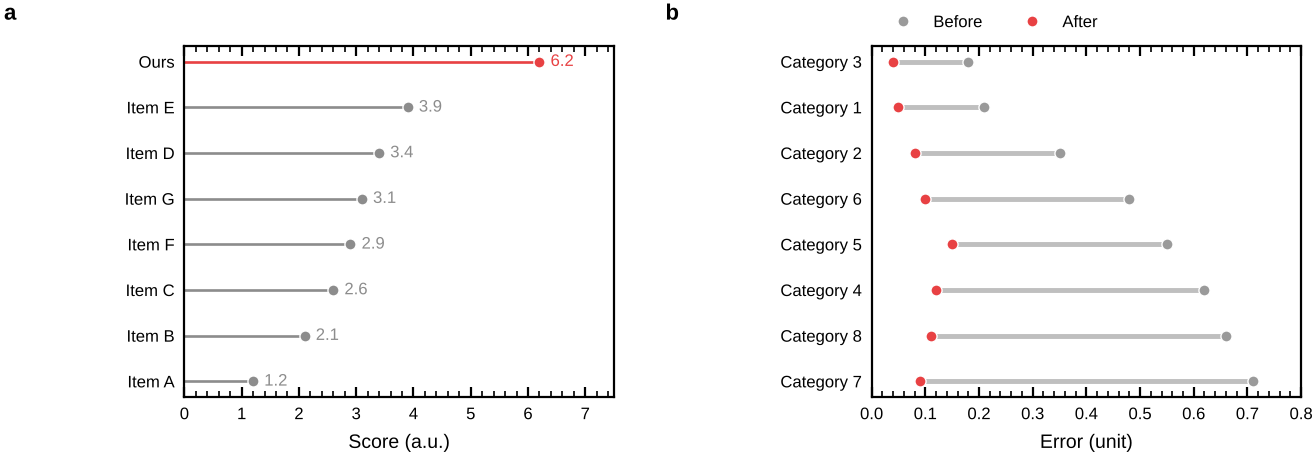 a
Ours
6.2
Item E
3.9
Item D
3.4
Item G
3.1
Item F
2.9
Item C
2.6
Item B
2.1
Item A
1.2
0 1 2 3 4 5 6 7
Score (a.u.)
b
Before After
Category 3
Category 1
Category 2
Category 6
Category 5
Category 4
Category 8
Category 7
0.0 0.1 0.2 0.3 0.4 0.5 0.6 0.7 0.8
Error (unit)